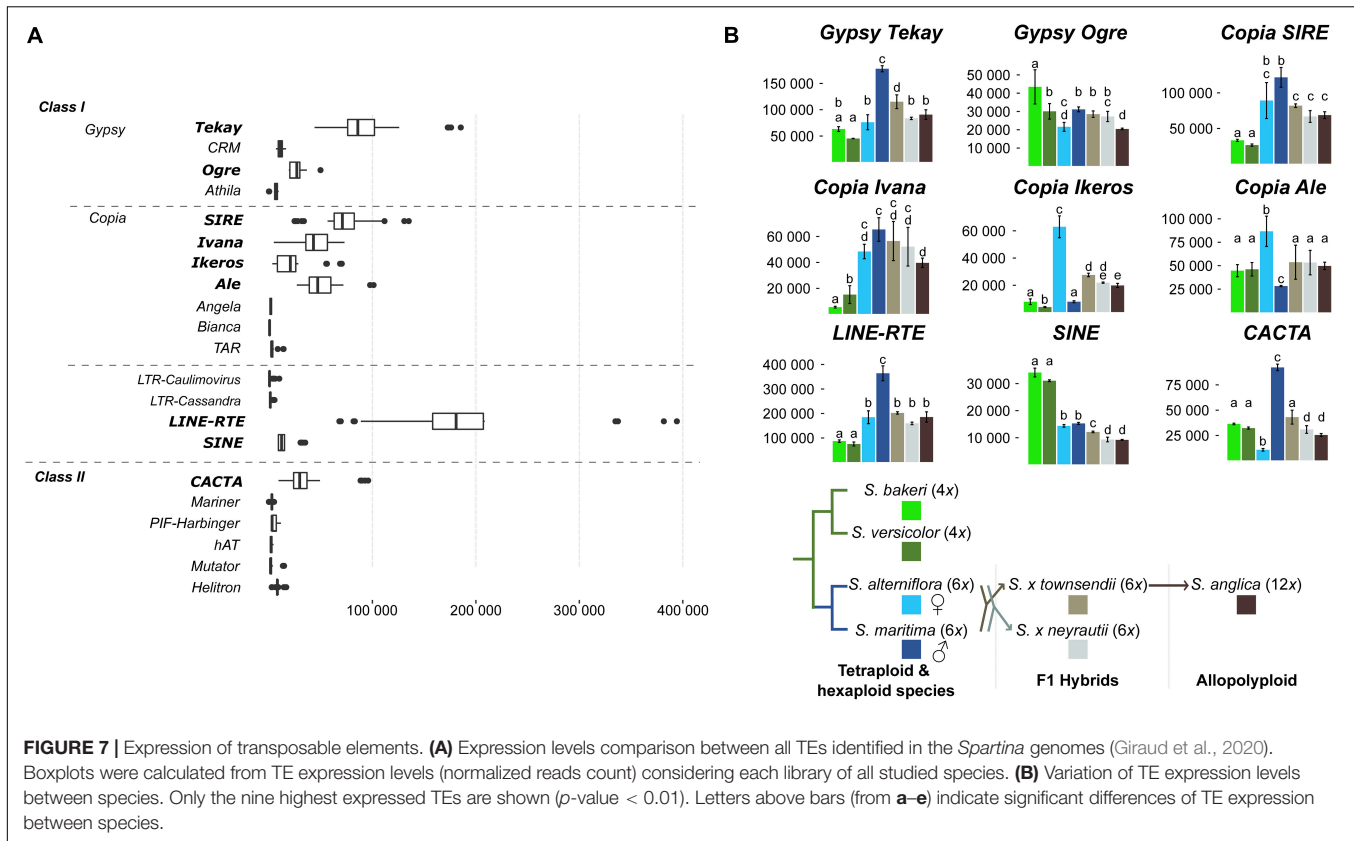 A
Class I
Gypsy
Tekay
CRM
Ogre
Athila
Copia
SIRE
Ivana
Ikeros
Ale
Angela
Bianca
TAR
LTR-Caulimovirus
LTR-Cassandra
LINE-RTE
SINE
Class II
CACTA
Mariner
PIF-Harbinger
hAT
Mutator
Helitron
100 000 200 000 300 000 400 000
B
Gypsy Tekay
150 000
100 000
50 000
b
a a b c d b b
Gypsy Ogre
50 000
40 000
30 000
20 000
10 000
a b c d b b
c d
Copia SIRE
100 000
50 000
a a b
c b c c c
Copia Ivana
60 000
40 000
20 000
a b c
d c c
d c
d d
Copia Ikeros
60 000
40 000
20 000
a b c a d d
e e
Copia Ale
100 000
75 000
50 000
25 000
a a b c a a a
LINE-RTE
400 000
300 000
200 000
100 000
a a b c b b b
SINE
30 000
20 000
10 000
a a b b c d d
CACTA
75 000
50 000
25 000
a a b c a d d
S. bakeri (4x)
S. versicolor (4x)
S. alterniflora (6x) S. x townsendii (6x) S. anglica (12x)
♀
S. maritima (6x) S. x neyrautii (6x)
♂
Tetraploid &
hexaploid species
F1 Hybrids
Allopolyploid
FIGURE 7 | Expression of transposable elements. (A) Expression levels comparison between all TEs identified in the Spartina genomes (Giraud et al., 2020).
Boxplots were calculated from TE expression levels (normalized reads count) considering each library of all studied species. (B) Variation of TE expression levels
between species. Only the nine highest expressed TEs are shown (p-value < 0.01). Letters above bars (from a–e) indicate significant differences of TE expression
between species.